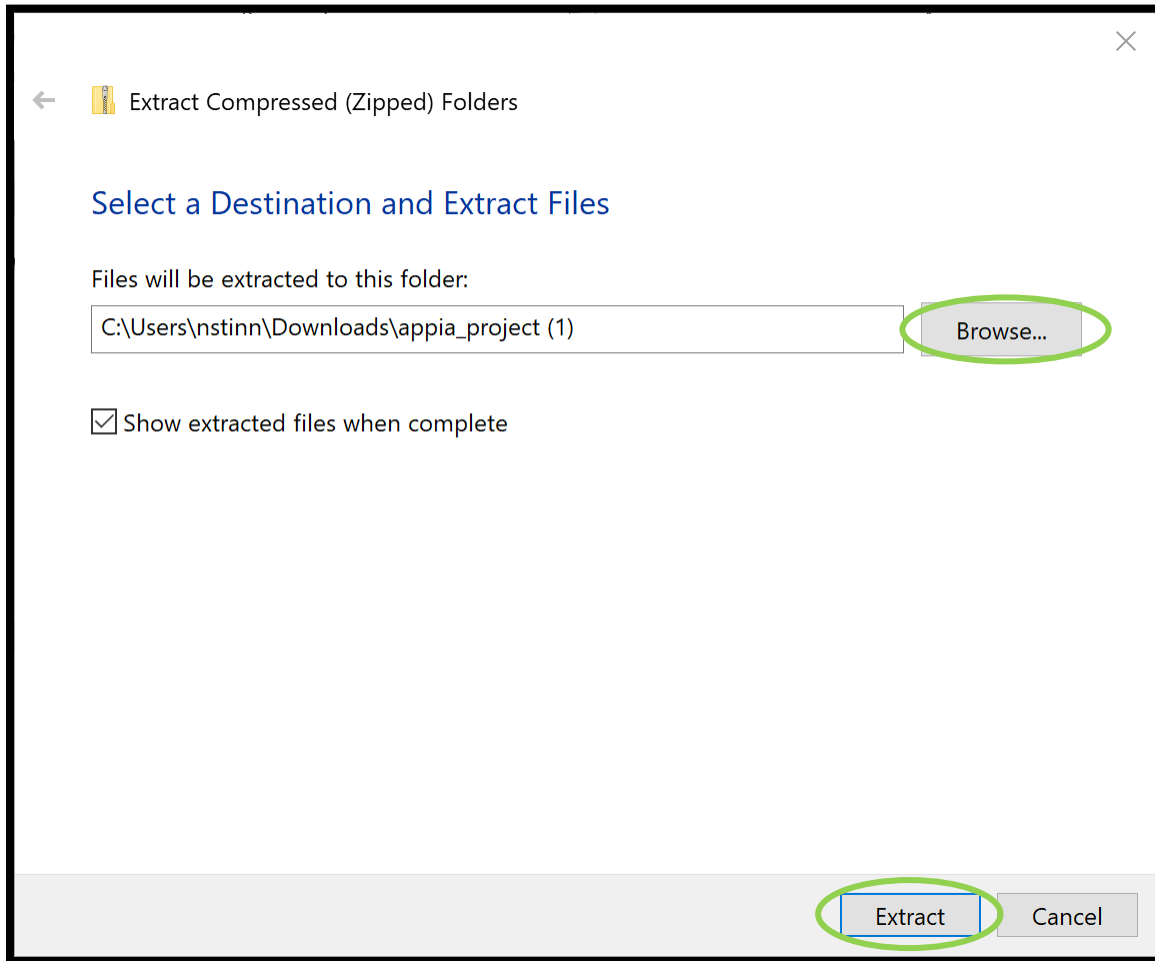 Extract Compressed (Zipped) Folders
Select a Destination and Extract Files
Files will be extracted to this folder:
C:\Users\nstinn\Downloads\appia_project (1)
Browse...
Show extracted files when complete
Extract
Cancel